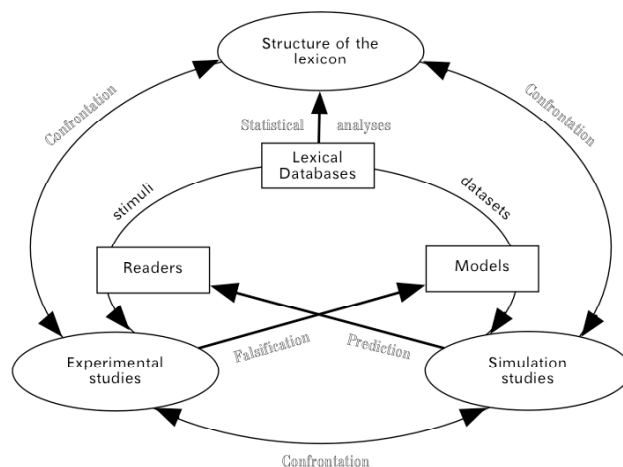 Structure of the
lexicon
Confrontation
Confrontation
Statistical analyses
Lexical
Databases
stimuli
datasets
Readers
Models
Falsification
Prediction
Experimental
studies
Simulation
studies
Confrontation